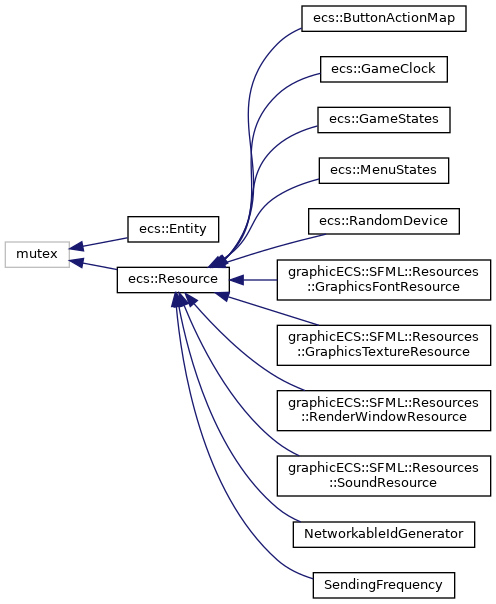 ecs::ButtonActionMap
ecs::GameClock
ecs::GameStates
ecs::MenuStates
ecs::RandomDevice
ecs::Entity
mutex
ecs::Resource
graphicECS::SFML::Resources
::GraphicsFontResource
graphicECS::SFML::Resources
::GraphicsTextureResource
graphicECS::SFML::Resources
::RenderWindowResource
graphicECS::SFML::Resources
::SoundResource
NetworkableIdGenerator
SendingFrequency